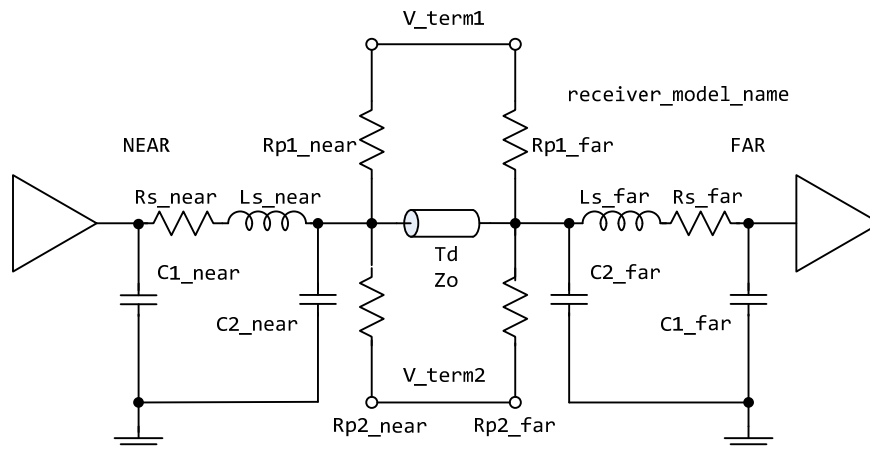 V_term1
receiver_model_name
NEAR
Rp1_near
Rp1_far
FAR
Rs_near
Ls_near
Ls_far
Rs_far
Td
Zo
C1_near
C2_far
C2_near
C1_far
V_term2
Rp2_near
Rp2_far